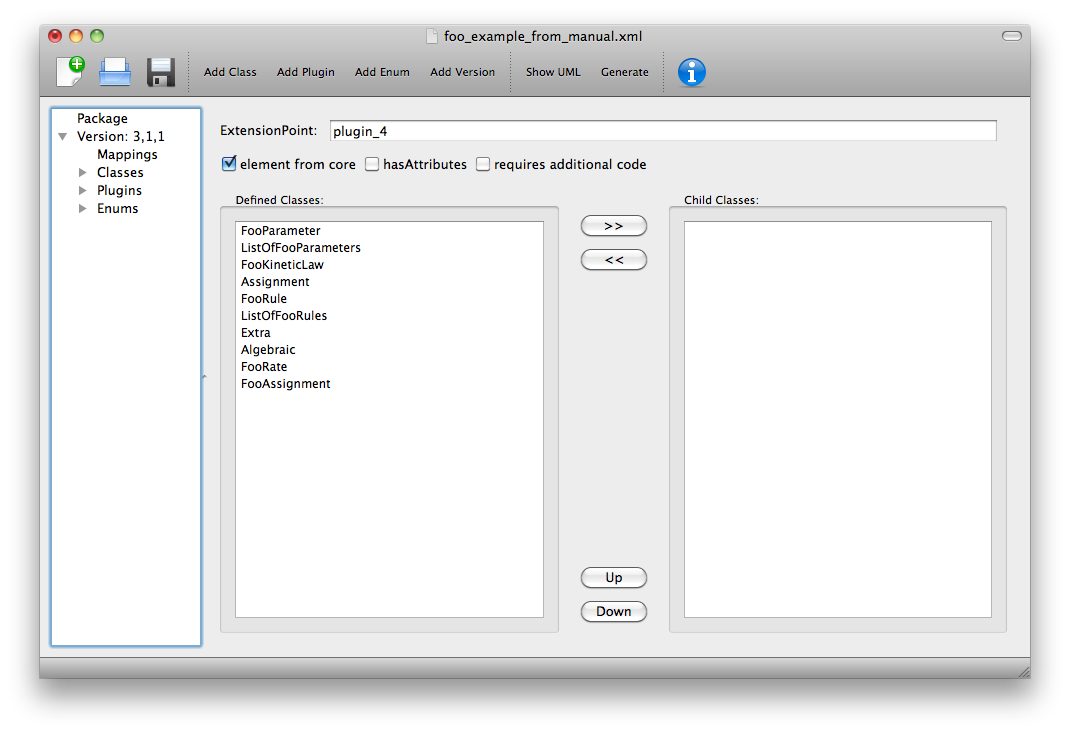 foo_example_from_manual.xml
Add Class Add Plugin Add Enum Add Version Show UML Generate
Package
Version: 3,1,1
Mappings
Classes
Plugins
Enums
ExtensionPoint: plugin_4
element from core hasAttributes requires additional code
Defined Classes:
FooParameter
ListOfFooParameters
FooKineticLaw
Assignment
FooRule
ListOfFooRules
Extra
Algebraic
FooRate
FooAssignment
>>
<<
Up
Down
Child Classes: